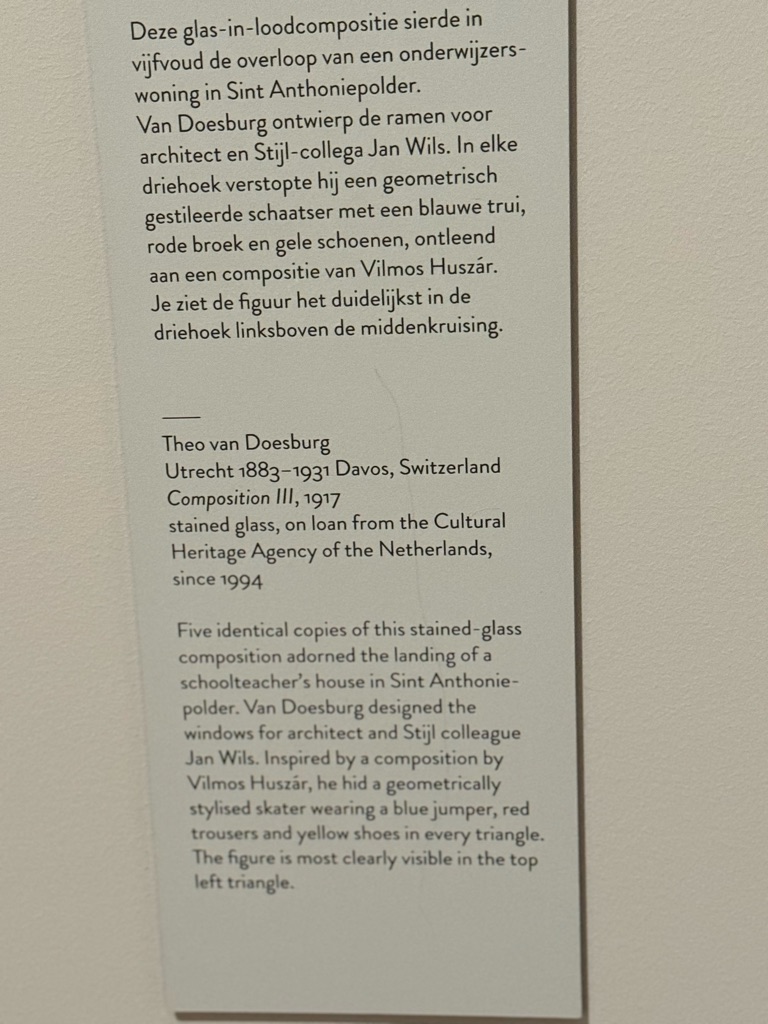 Deze glas-in-loodcompositie sierde in
vijfvoud de overloop van een onderwijzers-
woning in Sint Anthoniepolder.
Van Doesburg ontwierp de ramen voor
architect en Stijl-collega Jan Wils. In elke
driehoek verstopte hij een geometrisch
gestileerde schaatser met een blauwe trui,
rode broek en gele schoenen, ontleend
aan een compositie van Vilmos Huszár.
Je ziet de figuur het duidelijkst in de
driehoek linksboven de middenkruising.
Theo van Doesburg
Utrecht 1883–1931 Davos, Switzerland
Composition III, 1917
stained glass, on loan from the Cultural
Heritage Agency of the Netherlands,
since 1994
Five identical copies of this stained-glass
composition adorned the landing of a
schoolteacher's house in Sint Anthonie-
polder. Van Doesburg designed the
windows for architect and Stijl colleague
Jan Wils. Inspired by a composition by
Vilmos Huszár, he hid a geometrically
stylised skater wearing a blue jumper, red
trousers and yellow shoes in every triangle.
The figure is most clearly visible in the top
left triangle.